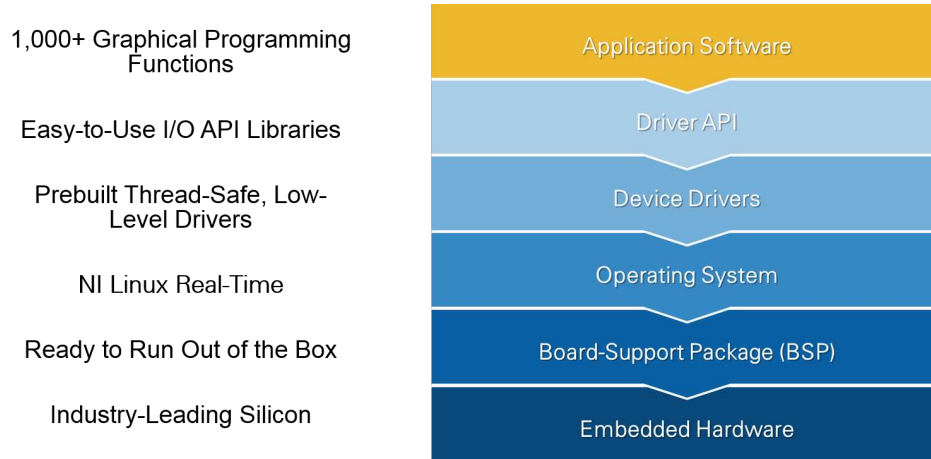 1,000+ Graphical Programming
Functions
Application Software
Easy-to-Use I/O API Libraries
Driver API
Prebuilt Thread-Safe, Low-
Level Drivers
Device Drivers
NI Linux Real-Time
Operating System
Ready to Run Out of the Box
Board-Support Package (BSP)
Industry-Leading Silicon
Embedded Hardware